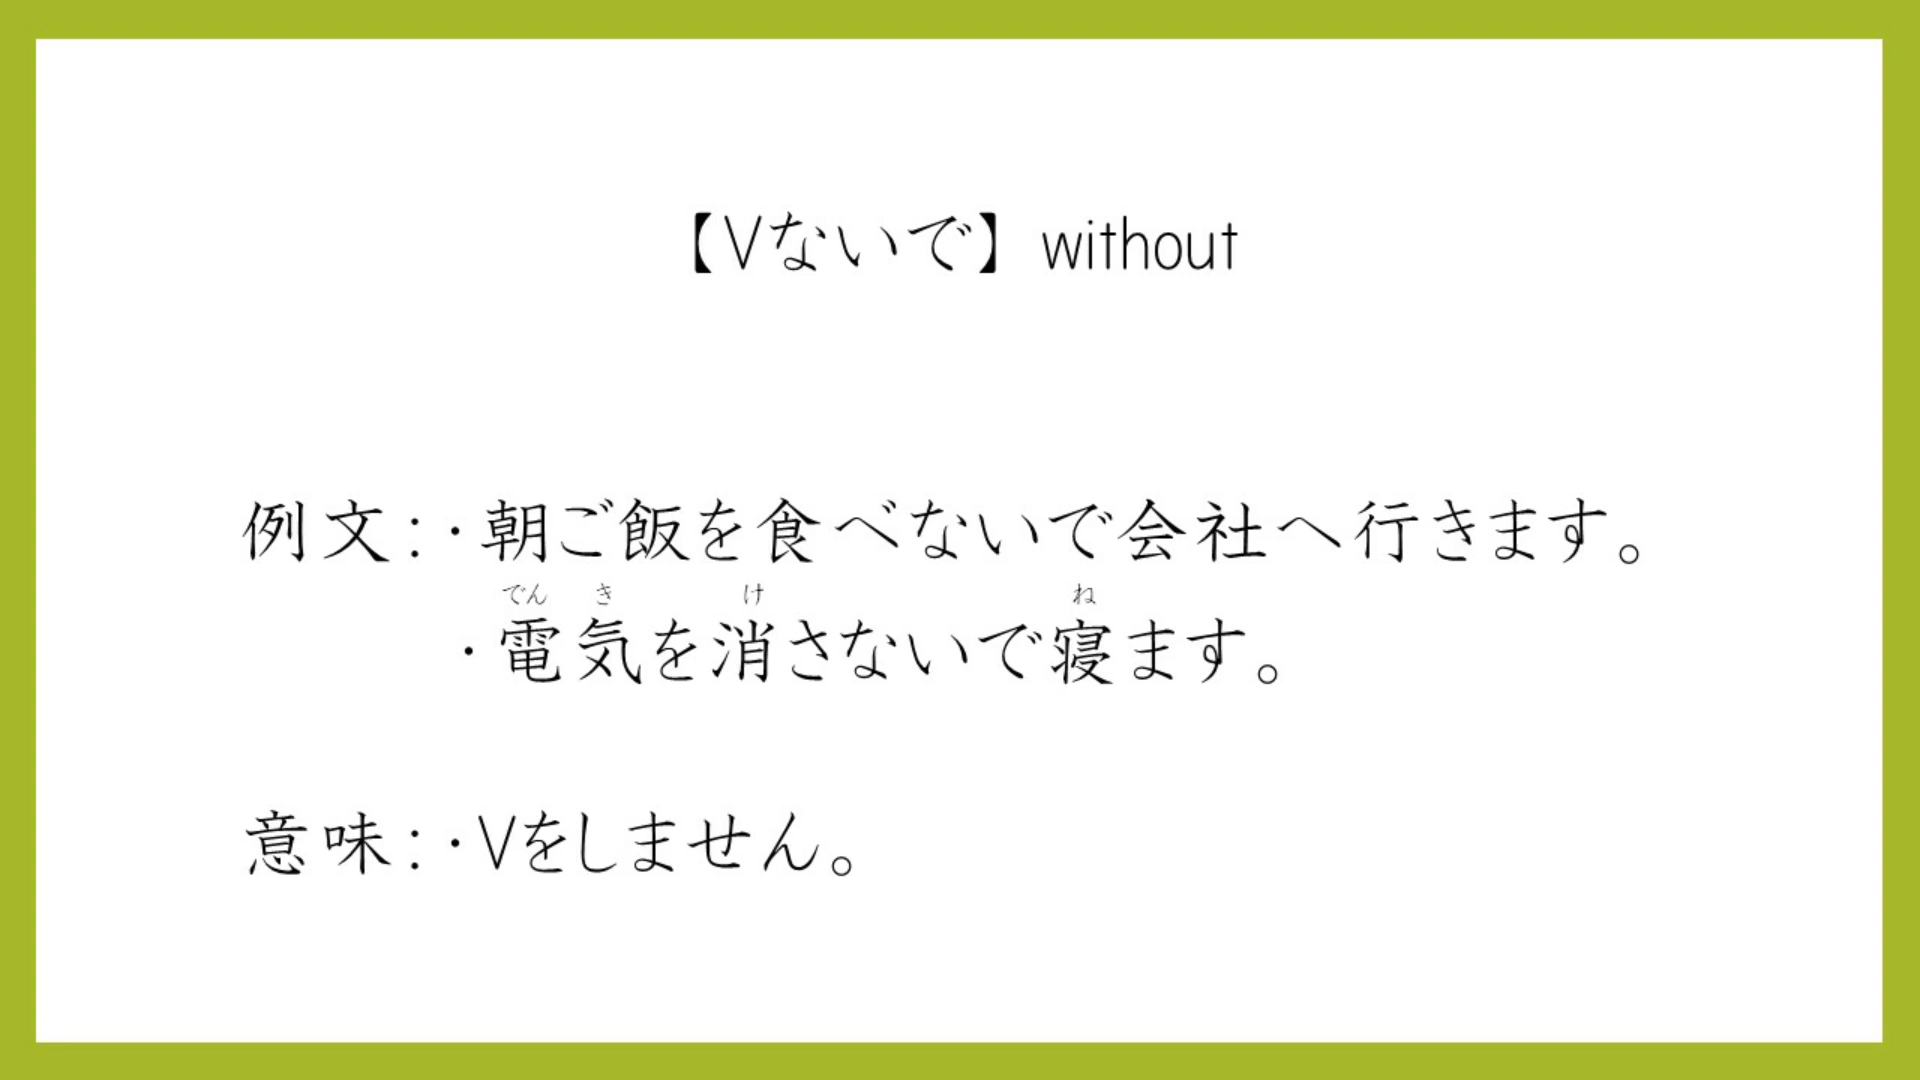 【Vないで】without
例文:・朝ご飯を食べないで会社へ行きます。
でん き け ね
・電気を消さないで寝ます。
意味:・Vをしません。